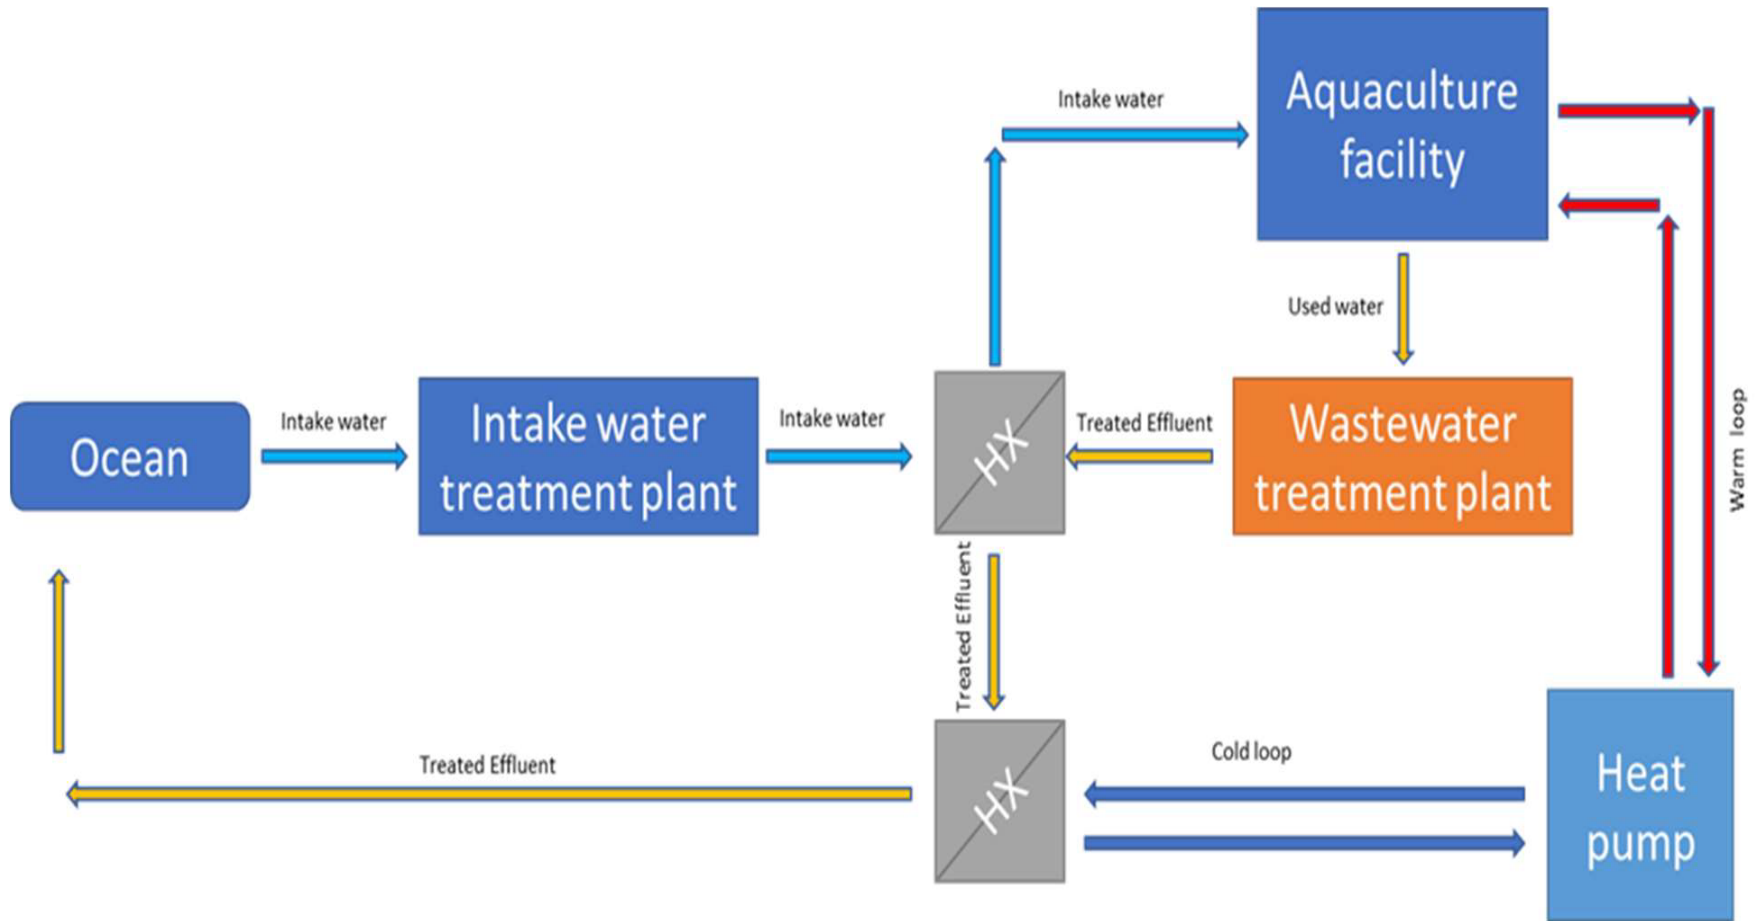 Aquaculture
facility
Intake water
Used water
Ocean
Intake water
Intake water
treatment plant
Intake water
HX
Treated Effluent
Wastewater
treatment plant
Warm loop
Treated Effluent
Treated Effluent
HX
Cold loop
Heat
pump